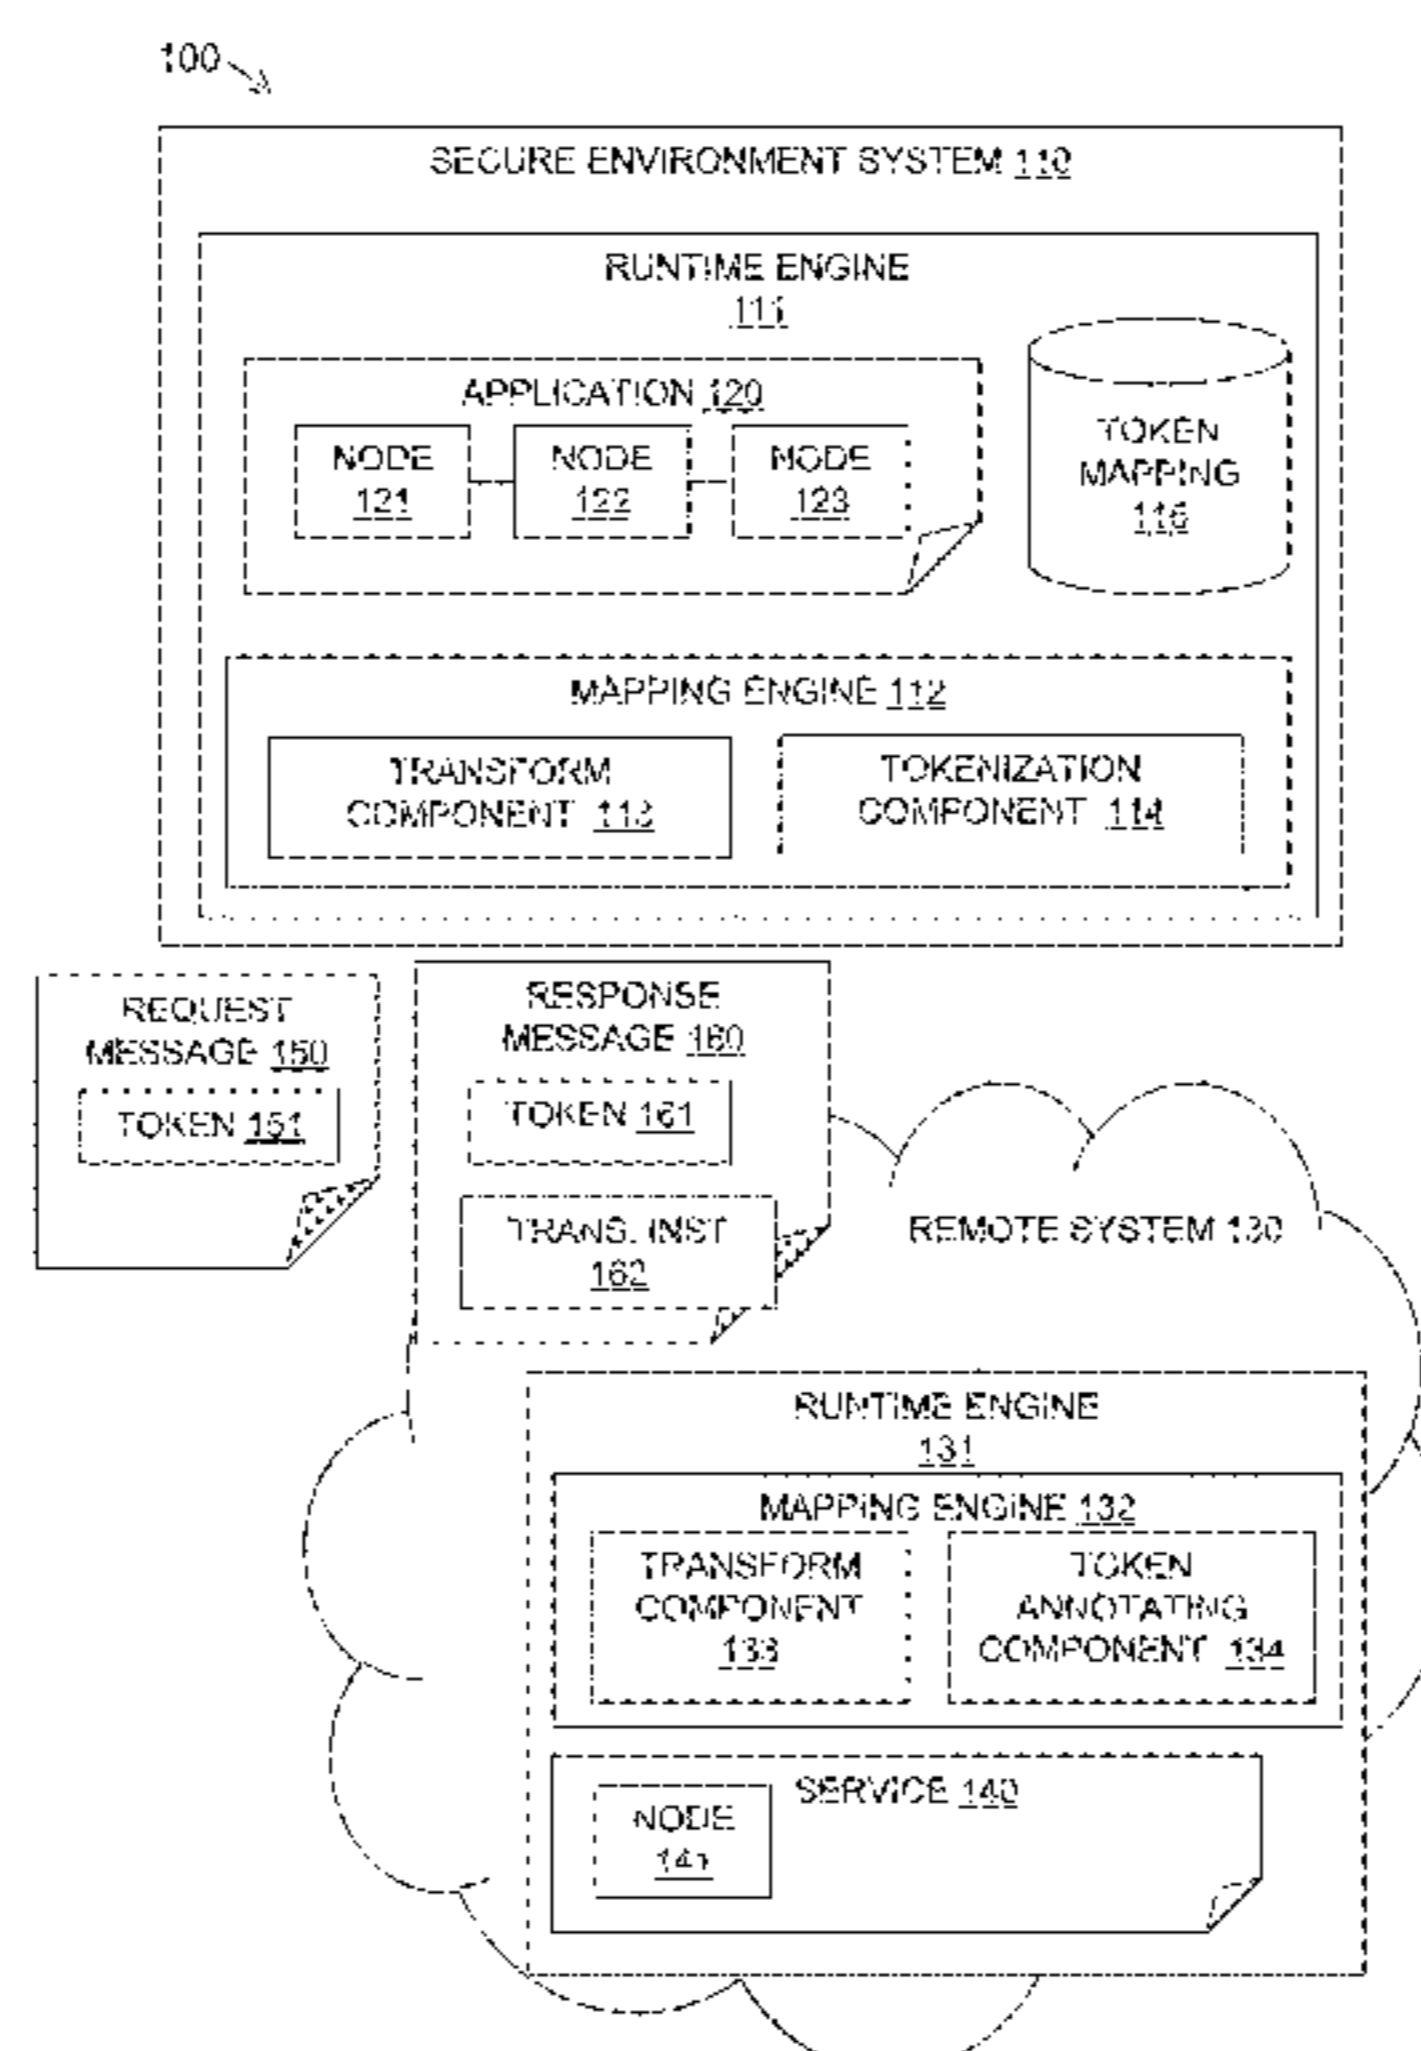 100
SECURE ENVIRONMENT SYSTEM 110
RUNTIME ENGINE
111
APPLICATION 120
NODE
121
NODE
122
NODE
123
TOKEN
MAPPING
MAPPING ENGINE 112
TRANSFORM
COMPONENT 113
TOKENIZATION
COMPONENT 114
REQUEST
MESSAGE 150
TOKEN 151
RESPONSE
MESSAGE 160
TOKEN 161
TRANS. INST
162
REMOTE SYSTEM 130
RUNTIME ENGINE
131
MAPPING ENGINE 132
TRANSFORM
COMPONENT
133
TOKEN
ANNOTATING
COMPONENT 134
SERVICE 140
NODE
141